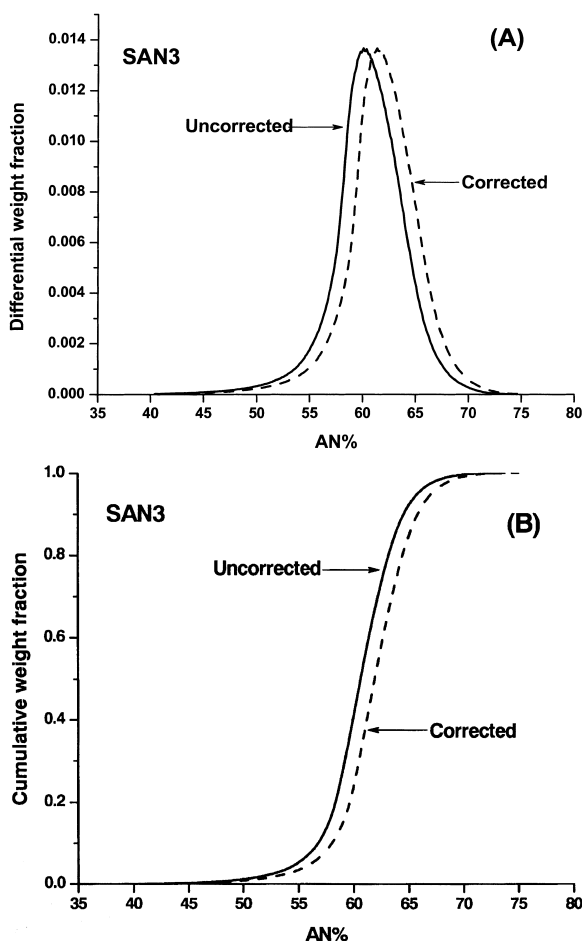 (A)
SAN3
Uncorrected
Corrected
Differential weight fraction
0.014
0.012
0.010
0.008
0.006
0.004
0.002
0.000
35 40 45 50 55 60 65 70 75 80
AN%
(B)
SAN3
Uncorrected
Corrected
Cumulative weight fraction
1.0
0.8
0.6
0.4
0.2
0.0
35 40 45 50 55 60 65 70 75 80
AN%